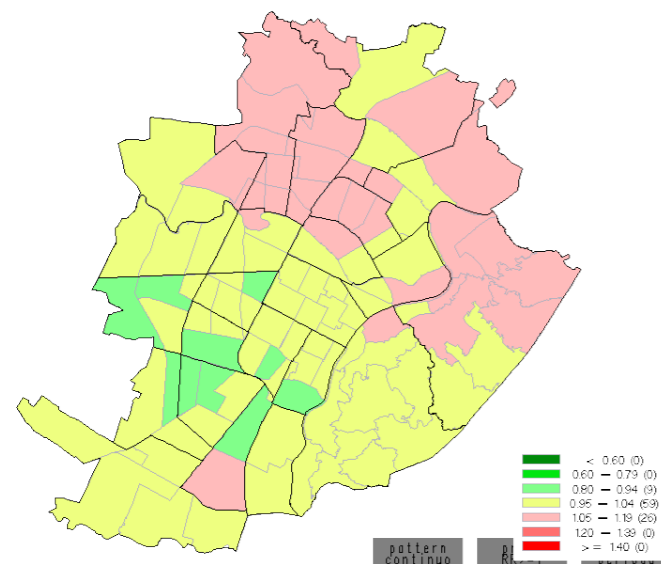 < 0.60 (0)
0.60 – 0.79 (0)
0.80 – 0.94 (9)
0.95 – 1.04 (59)
1.05 – 1.19 (26)
1.20 – 1.39 (0)
>= 1.40 (0)
pattern
continuo